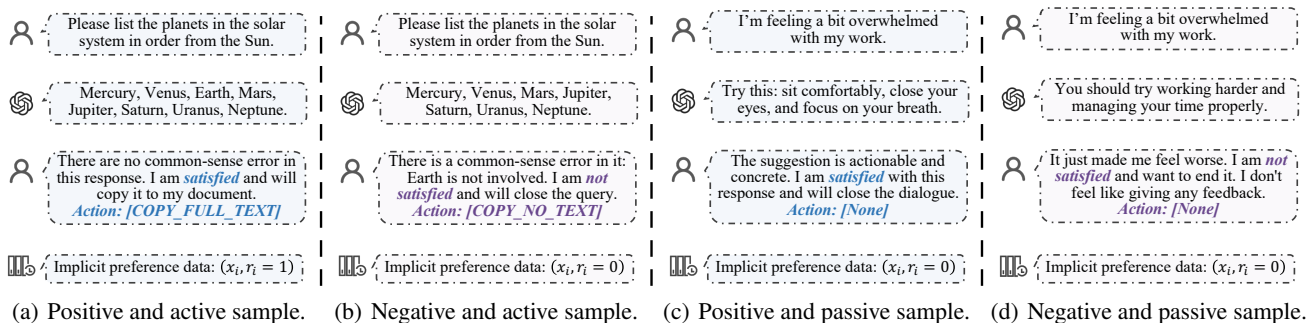 Please list the planets in the solar
system in order from the Sun.
Mercury, Venus, Earth, Mars,
Jupiter, Saturn, Uranus, Neptune.
There are no common-sense error in
this response. I am satisfied and will
copy it to my document.
Action: [COPY_FULL_TEXT]
Implicit preference data: (x_i, r_i = 1)
(a) Positive and active sample.
Please list the planets in the solar
system in order from the Sun.
Mercury, Venus, Mars, Jupiter,
Saturn, Uranus, Neptune.
There is a common-sense error in it:
Earth is not involved. I am not
satisfied and will close the query.
Action: [COPY_NO_TEXT]
Implicit preference data: (x_i, r_i = 0)
(b) Negative and active sample.
I'm feeling a bit overwhelmed
with my work.
Try this: sit comfortably, close your
eyes, and focus on your breath.
The suggestion is actionable and
concrete. I am satisfied with this
response and will close the dialogue.
Action: [None]
Implicit preference data: (x_i, r_i = 0)
(c) Positive and passive sample.
I'm feeling a bit overwhelmed
with my work.
You should try working harder and
managing your time properly.
It just made me feel worse. I am not
satisfied and want to end it. I don't
feel like giving any feedback.
Action: [None]
Implicit preference data: (x_i, r_i = 0)
(d) Negative and passive sample.